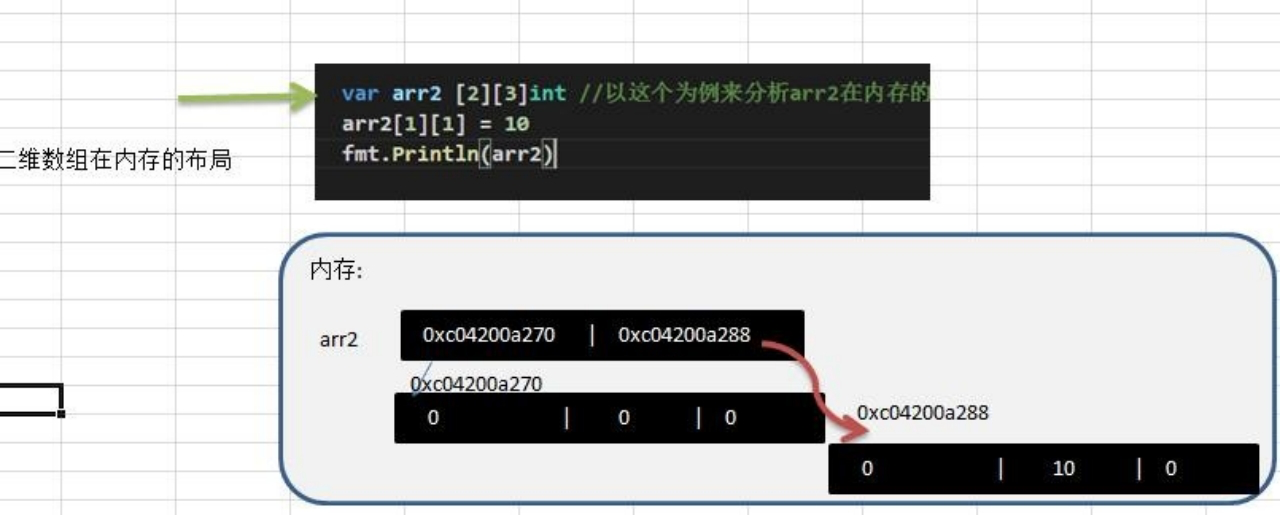 var arr2 [2][3]int //以这个为例来分析arr2在内存的
arr2[1][1] = 10
fmt.Println(arr2)
二维数组在内存的布局
内存:
arr2
0xc04200a270 | 0xc04200a288
0xc04200a270
0 | 0 | 0
0xc04200a288
0 | 10 | 0